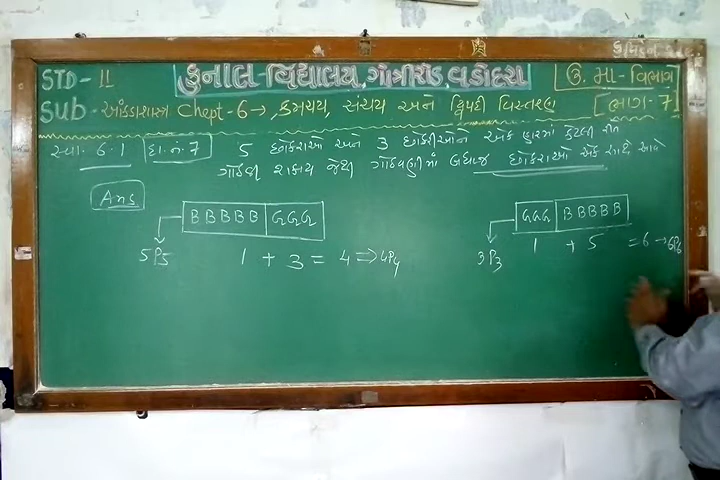 STD - 11 કુનાલ-વિદ્યાલય, ગોત્રીરોડ, વડોદરા ઉ. મા - વિભાગ
SUB - આંકડાશાસ્ત્ર Chept - 6 → ક્રમચય, સંચય અને દ્વિપદી વિસ્તરણ [ભાગ - 7]
સ્વા. 6.1 દા.નં. 7 5 છોકરાઓ અને 3 છોકરીઓને એક હારમાં કેટલી રીતે
ગોઠવી શકાય જેથી ગોઠવણીમાં બધાજ છોકરાઓ એક સાથે આવે
Ans
BBBBB GGG GGG BBBBB
5P5 1 + 3 = 4 => 4P4 3P3 1 + 5 = 6 → 6P6